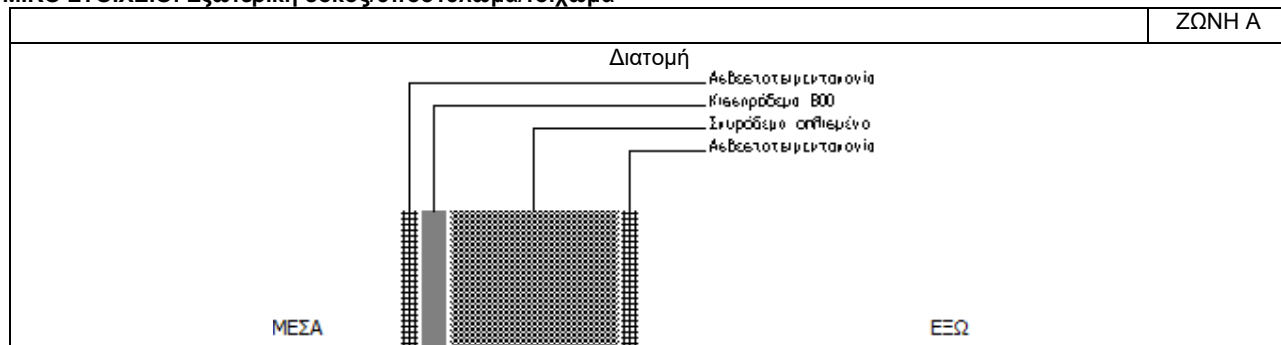 ΖΩΝΗ Α
Διατομή
Ασβεστοτσιμεντοκονία
Κισσηρόδεμα 800
Σκυρόδεμα οπλισμένο
Ασβεστοτσιμεντοκονία
ΜΕΣΑ
ΕΞΩ